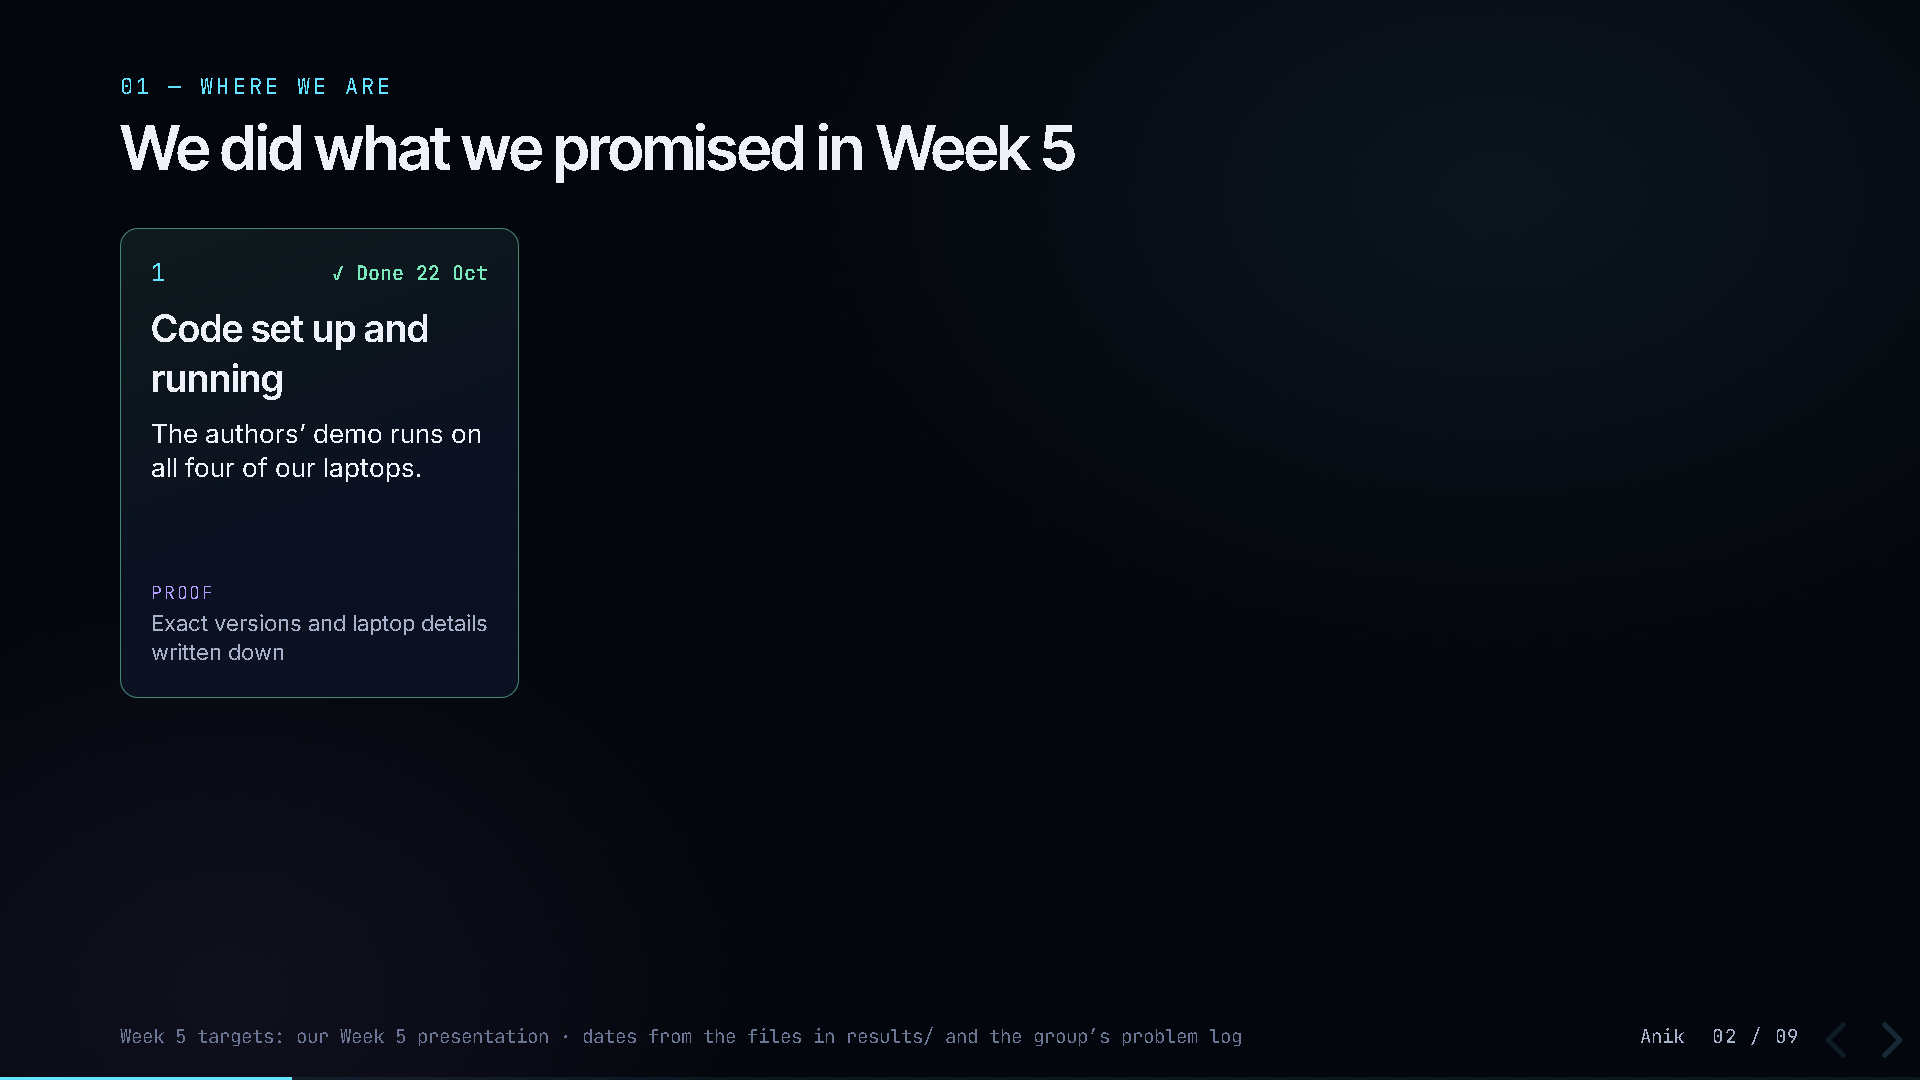 01 — WHERE WE ARE
We did what we promised in Week 5
1
✓ Done 22 Oct
Code set up and
running
The authors’ demo runs on
all four of our laptops.
PROOF
Exact versions and laptop details
written down
Week 5 targets: our Week 5 presentation · dates from the files in results/ and the group’s problem log
Anik 02 / 09